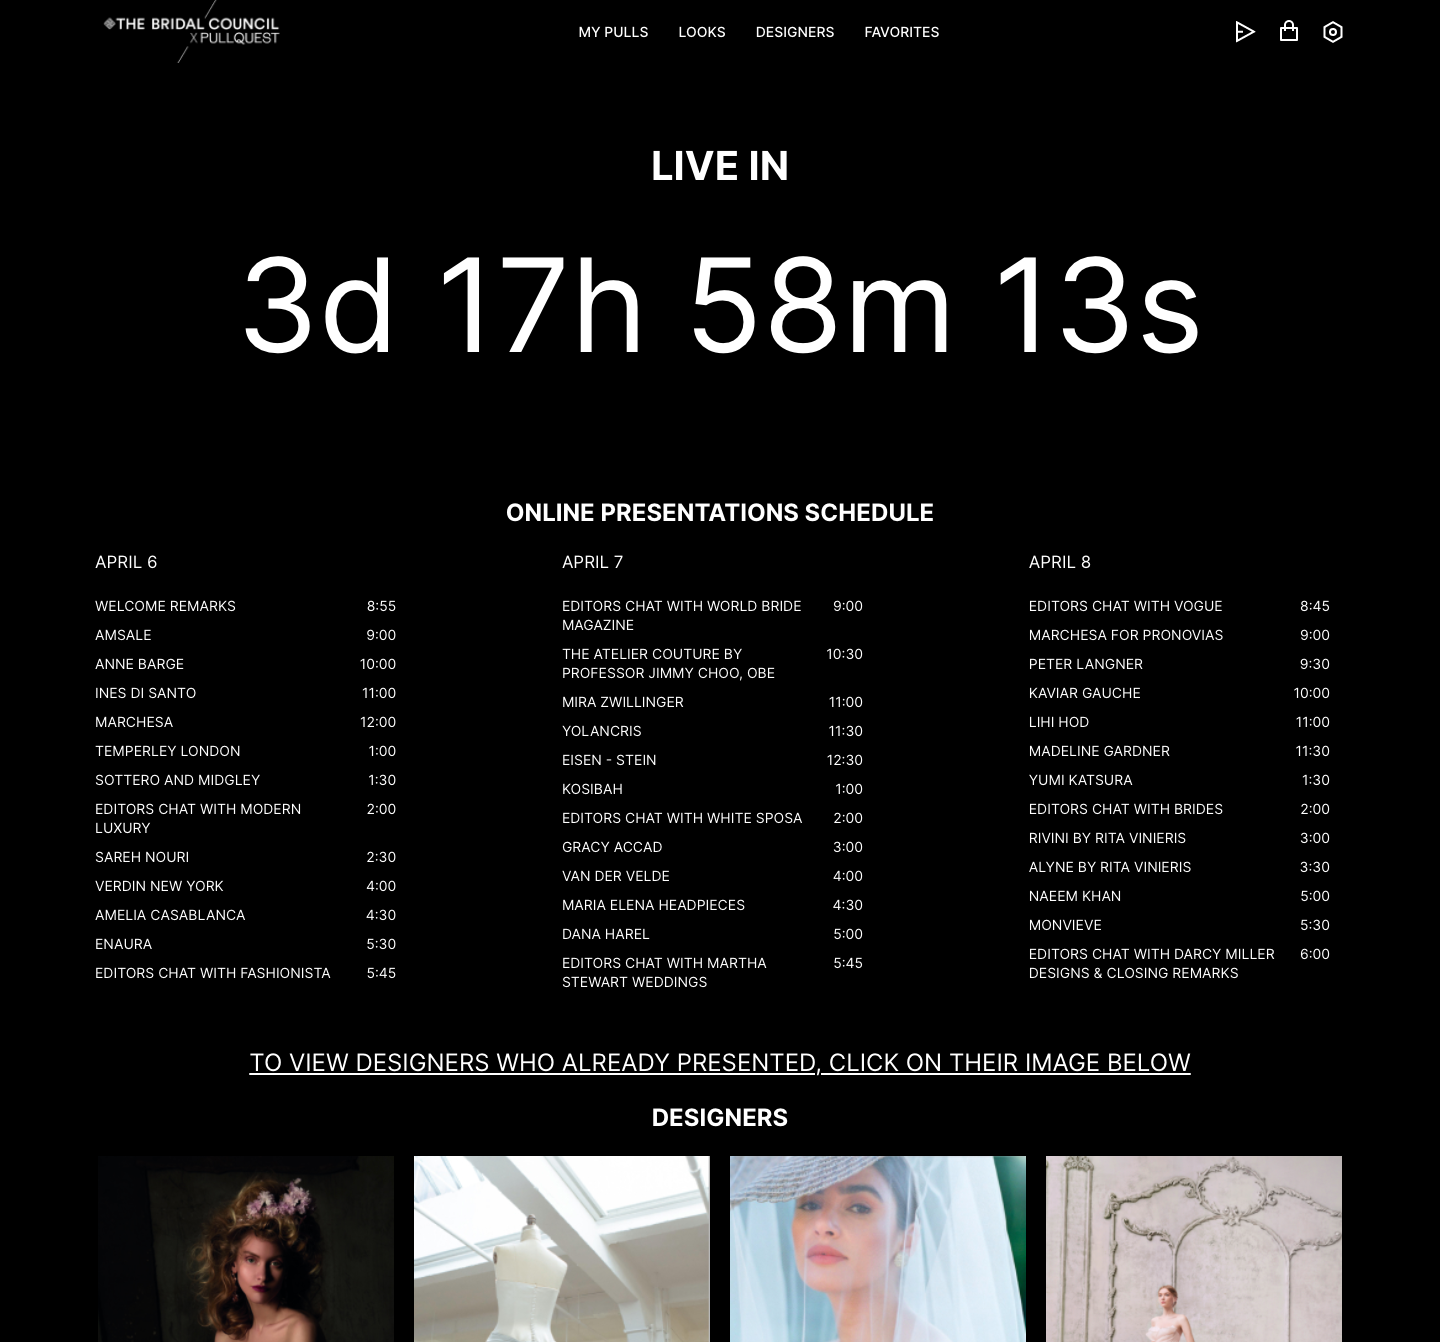 THE BRIDAL COUNCIL
X PULLQUEST
MY PULLS LOOKS DESIGNERS FAVORITES
LIVE IN
3d 17h 58m 13s
ONLINE PRESENTATIONS SCHEDULE
APRIL 6
WELCOME REMARKS 8:55
AMSALE 9:00
ANNE BARGE 10:00
INES DI SANTO 11:00
MARCHESA 12:00
TEMPERLEY LONDON 1:00
SOTTERO AND MIDGLEY 1:30
EDITORS CHAT WITH MODERN 2:00
LUXURY
SAREH NOURI 2:30
VERDIN NEW YORK 4:00
AMELIA CASABLANCA 4:30
ENAURA 5:30
EDITORS CHAT WITH FASHIONISTA 5:45
APRIL 7
EDITORS CHAT WITH WORLD BRIDE 9:00
MAGAZINE
THE ATELIER COUTURE BY 10:30
PROFESSOR JIMMY CHOO, OBE
MIRA ZWILLINGER 11:00
YOLANCRIS 11:30
EISEN - STEIN 12:30
KOSIBAH 1:00
EDITORS CHAT WITH WHITE SPOSA 2:00
GRACY ACCAD 3:00
VAN DER VELDE 4:00
MARIA ELENA HEADPIECES 4:30
DANA HAREL 5:00
EDITORS CHAT WITH MARTHA 5:45
STEWART WEDDINGS
APRIL 8
EDITORS CHAT WITH VOGUE 8:45
MARCHESA FOR PRONOVIAS 9:00
PETER LANGNER 9:30
KAVIAR GAUCHE 10:00
LIHI HOD 11:00
MADELINE GARDNER 11:30
YUMI KATSURA 1:30
EDITORS CHAT WITH BRIDES 2:00
RIVINI BY RITA VINIERIS 3:00
ALYNE BY RITA VINIERIS 3:30
NAEEM KHAN 5:00
MONVIEVE 5:30
EDITORS CHAT WITH DARCY MILLER 6:00
DESIGNS & CLOSING REMARKS
TO VIEW DESIGNERS WHO ALREADY PRESENTED, CLICK ON THEIR IMAGE BELOW
DESIGNERS